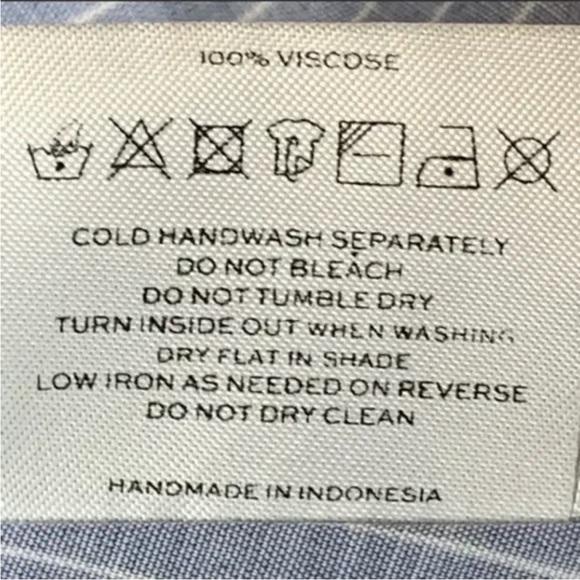 100% VISCOSE
COLD HANDWASH SEPARATELY
DO NOT BLEACH
DO NOT TUMBLE DRY
TURN INSIDE OUT WHEN WASHING
DRY FLAT IN SHADE
LOW IRON AS NEEDED ON REVERSE
DO NOT DRY CLEAN
HANDMADE IN INDONESIA